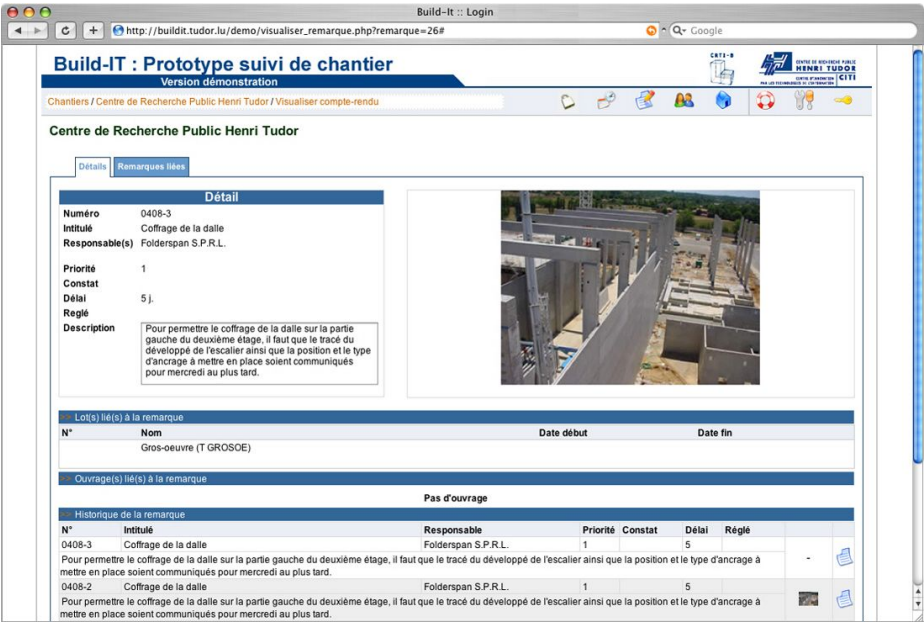 Build-It :: Login
http://buildit.tudor.lu/demo/visualiser_remarque.php?remarque=26#
Google
Build-IT : Prototype suivi de chantier
Version démonstration
CRTI-B
CENTRE DE RECHERCHE PUBLIC
HENRI TUDOR
CITI
Chantiers / Centre de Recherche Public Henri Tudor / Visualiser compte-rendu
Centre de Recherche Public Henri Tudor
Détails Remarques liées
Détail
Numéro 0408-3
Intitulé Coffrage de la dalle
Responsable(s) Folderspan S.P.R.L.
Priorité 1
Constat
Délai 5 j.
Reglé
Description Pour permettre le coffrage de la dalle sur la partie
gauche du deuxième étage, il faut que le tracé du
développé de l'escalier ainsi que la position et le type
d'ancrage à mettre en place soient communiqués
pour mercredi au plus tard.
>> Lot(s) lié(s) à la remarque
N° Nom Date début Date fin
Gros-oeuvre (T GROSOE)
>> Ouvrage(s) lié(s) à la remarque
Pas d'ouvrage
>> Historique de la remarque
N° Intitulé Responsable Priorité Constat Délai Réglé
0408-3 Coffrage de la dalle Folderspan S.P.R.L. 1 5
Pour permettre le coffrage de la dalle sur la partie gauche du deuxième étage, il faut que le tracé du développé de l'escalier ainsi que la position et le type d'ancrage à
mettre en place soient communiqués pour mercredi au plus tard.
-
0408-2 Coffrage de la dalle Folderspan S.P.R.L. 1 5
Pour permettre le coffrage de la dalle sur la partie gauche du deuxième étage, il faut que le tracé du développé de l'escalier ainsi que la position et le type d'ancrage à
mettre en place soient communiqués pour mercredi au plus tard.